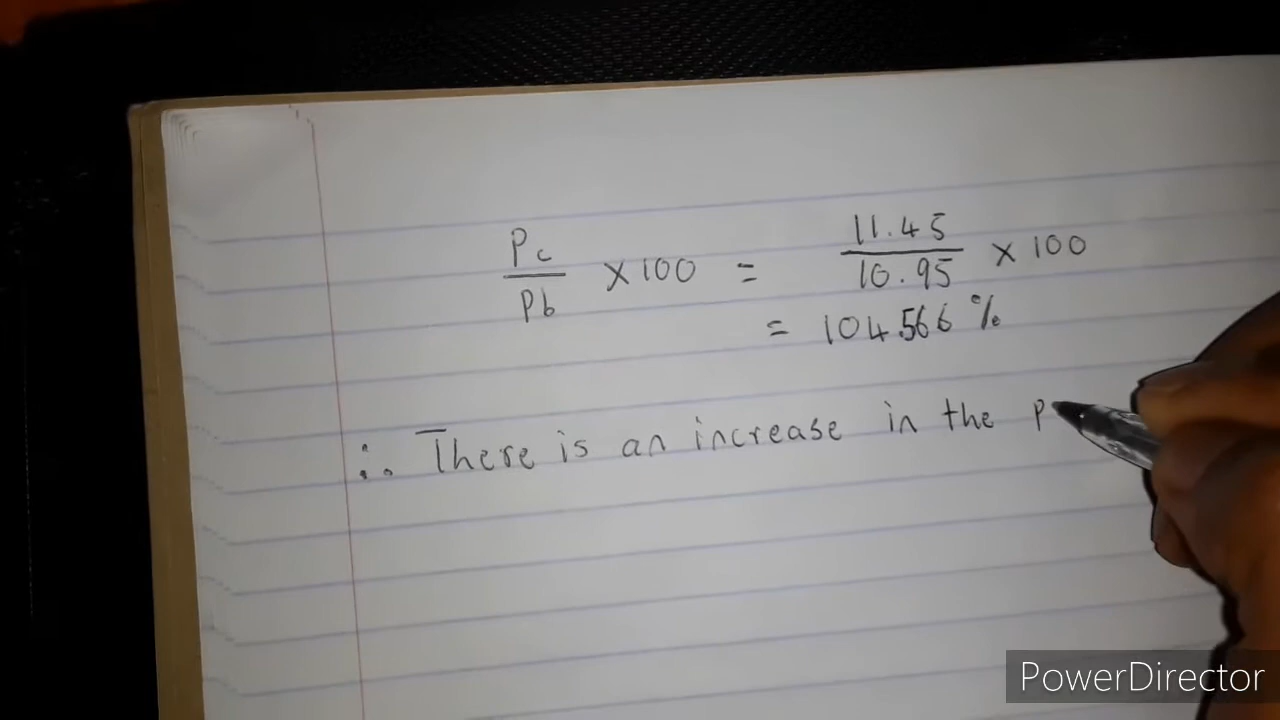 Pc/Pb × 100 = 11.45/10.95 × 100
= 104.566 %
∴ There is an increase in the p
PowerDirector